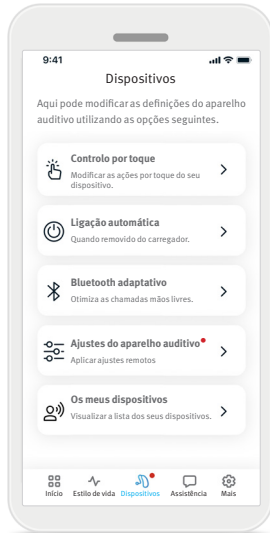 9:41
Dispositivos
Aqui pode modificar as definições do aparelho
auditivo utilizando as opções seguintes.
Controlo por toque
Modificar as ações por toque do seu
dispositivo.
Ligação automática
Quando removido do carregador.
Bluetooth adaptativo
Otimiza as chamadas mãos livres.
Ajustes do aparelho auditivo
Aplicar ajustes remotos
Os meus dispositivos
Visualizar a lista dos seus dispositivos.
Início Estilo de vida Dispositivos Assistência Mais